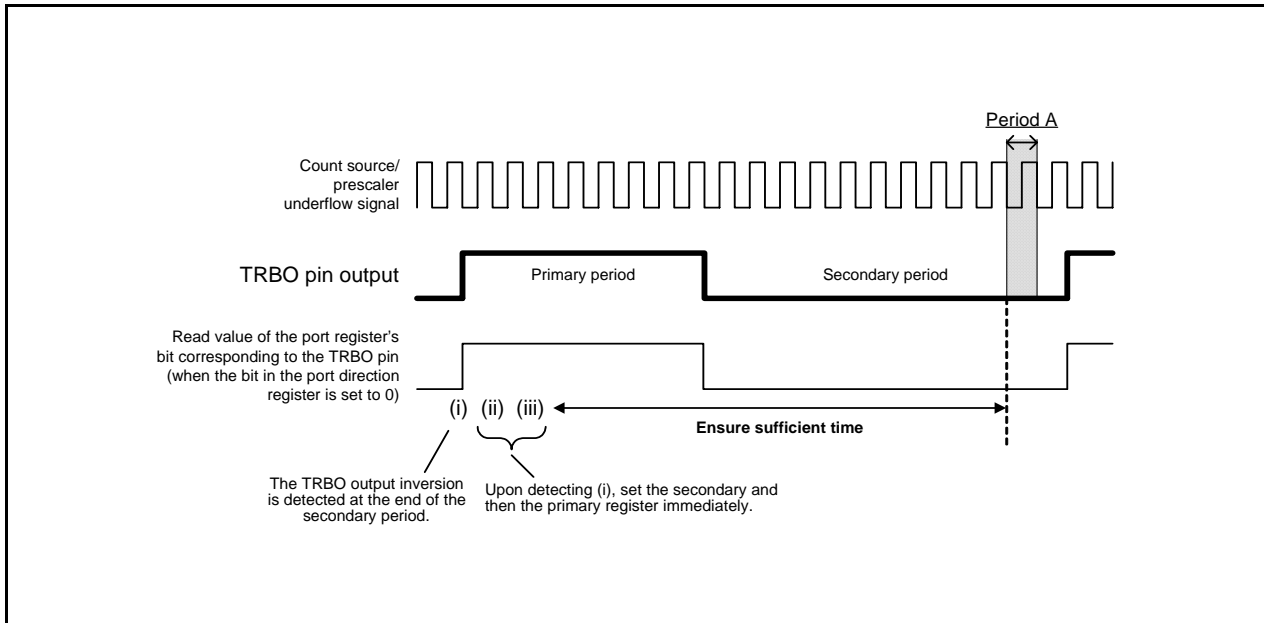 Period A
Count source/
prescaler
underflow signal
TRBO pin output
Primary period
Secondary period
Read value of the port register's
bit corresponding to the TRBO pin
(when the bit in the port direction
register is set to 0)
(i) (ii) (iii)
Ensure sufficient time
The TRBO output inversion
is detected at the end of the
secondary period.
Upon detecting (i), set the secondary and
then the primary register immediately.